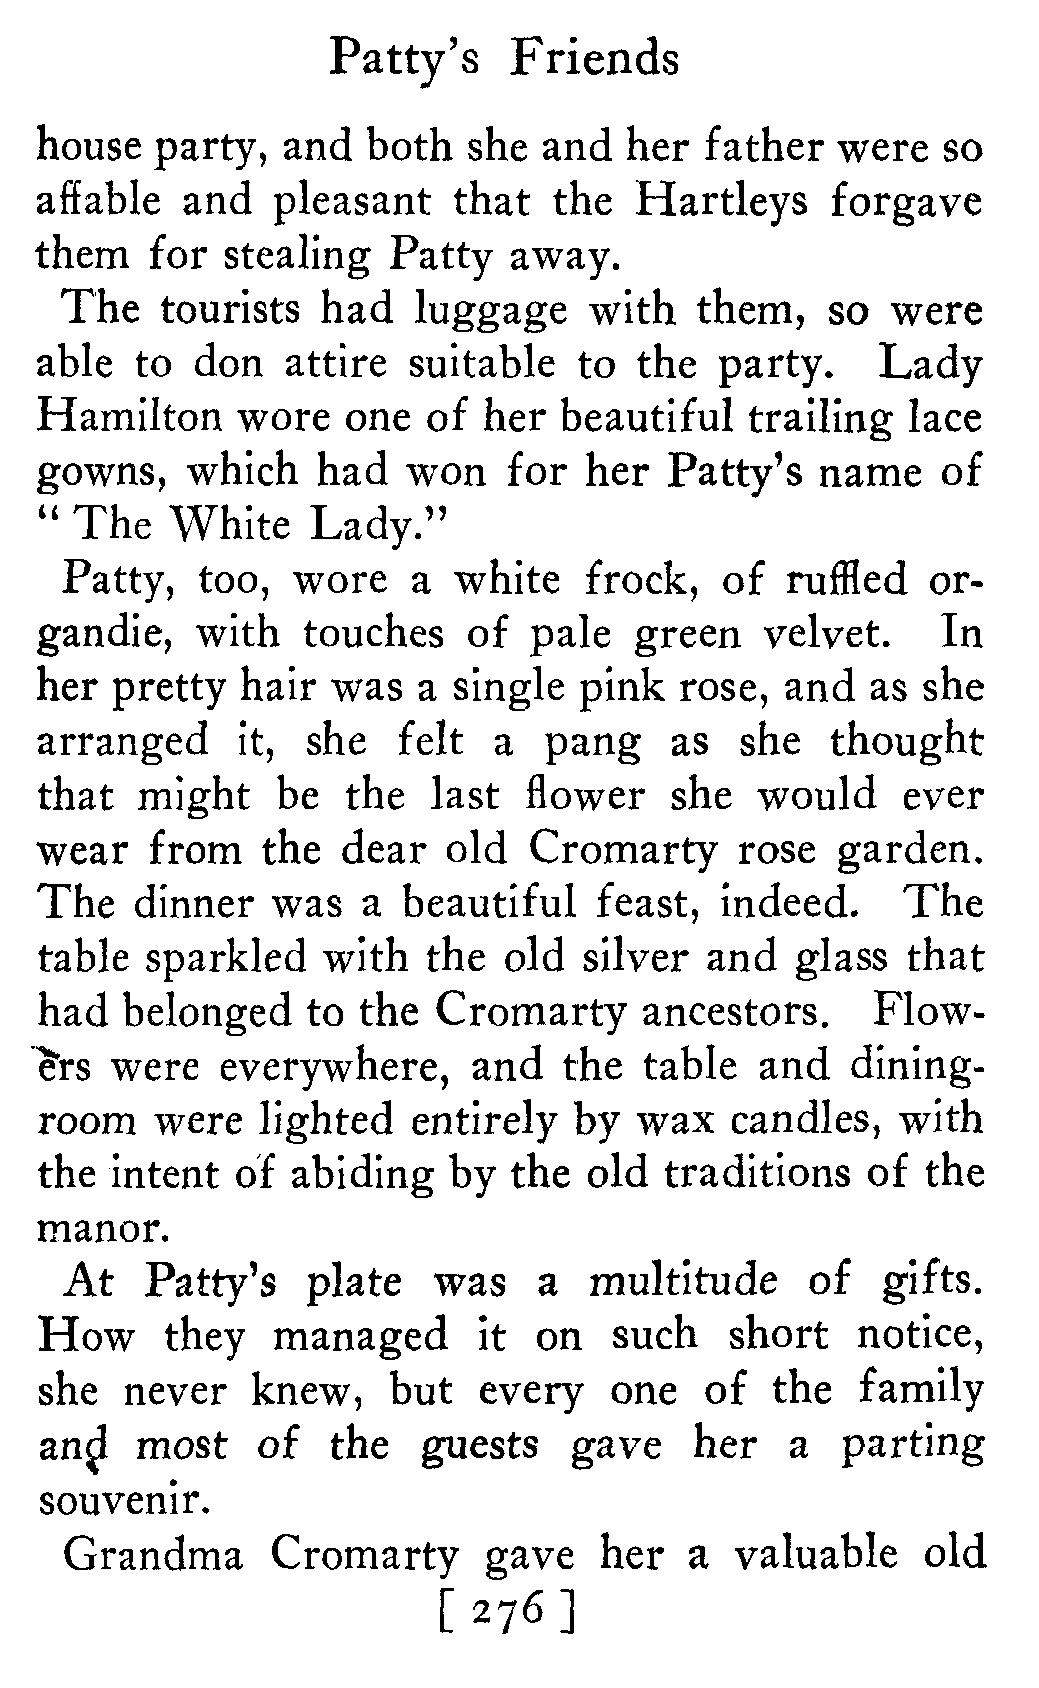 Patty's Friends
house party, and both she and her father were so
affable and pleasant that the Hartleys forgave
them for stealing Patty away.
The tourists had luggage with them, so were
able to don attire suitable to the party. Lady
Hamilton wore one of her beautiful trailing lace
gowns, which had won for her Patty's name of
" The White Lady."
Patty, too, wore a white frock, of ruffled or-
gandie, with touches of pale green velvet. In
her pretty hair was a single pink rose, and as she
arranged it, she felt a pang as she thought
that might be the last flower she would ever
wear from the dear old Cromarty rose garden.
The dinner was a beautiful feast, indeed. The
table sparkled with the old silver and glass that
had belonged to the Cromarty ancestors. Flow-
ers were everywhere, and the table and dining-
room were lighted entirely by wax candles, with
the intent of abiding by the old traditions of the
manor.
At Patty's plate was a multitude of gifts.
How they managed it on such short notice,
she never knew, but every one of the family
and most of the guests gave her a parting
souvenir.
Grandma Cromarty gave her a valuable old
[ 276 ]